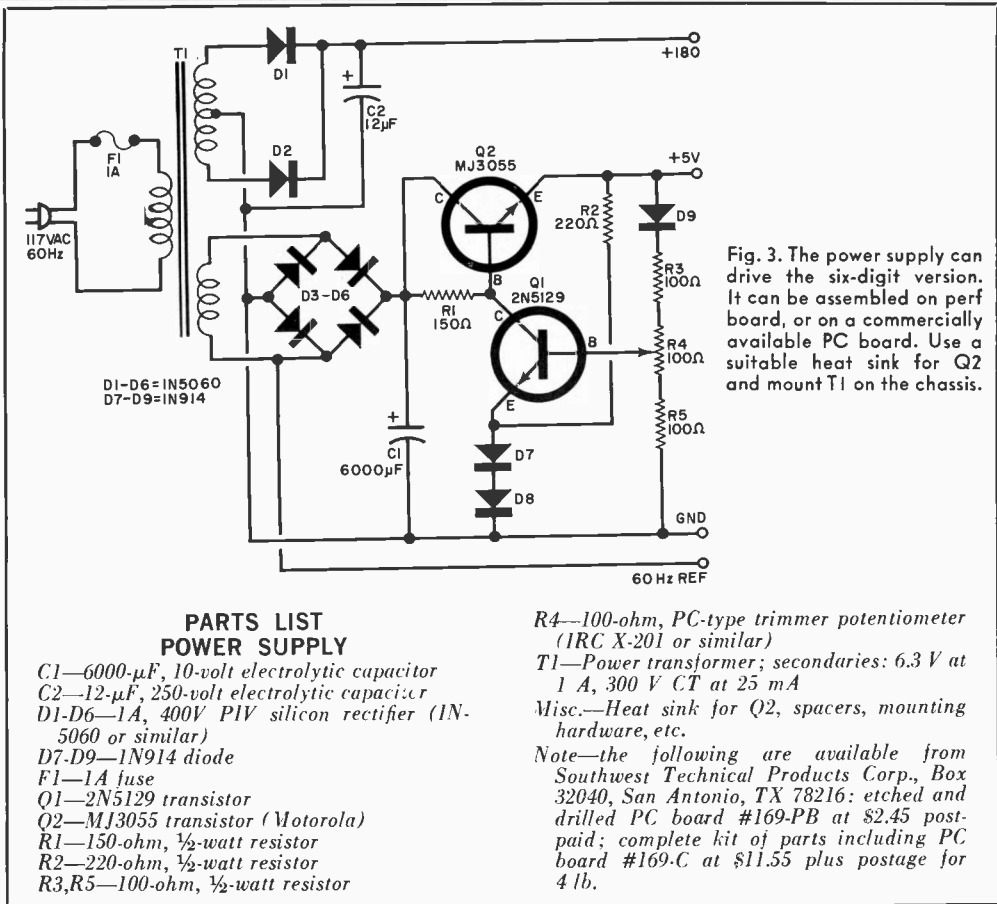 T1
D1
+
C2
12µF
+180
F1
1A
D2
117VAC
60Hz
Q2
MJ3055
C
E
B
+5V
R2
220Ω
D9
R3
100Ω
D3-D6
R1
150Ω
Q1
2N5129
C
B
E
R4
100Ω
R5
100Ω
D1-D6=1N5060
D7-D9=1N914
+
C1
6000µF
D7
D8
GND
60Hz REF
Fig. 3. The power supply can
drive the six-digit version.
It can be assembled on perf
board, or on a commercially
available PC board. Use a
suitable heat sink for Q2
and mount T1 on the chassis.
PARTS LIST
POWER SUPPLY
C1—6000-µF, 10-volt electrolytic capacitor
C2—12-µF, 250-volt electrolytic capacitor
D1-D6—1A, 400V PIV silicon rectifier (1N-
5060 or similar)
D7-D9—1N914 diode
F1—1A fuse
Q1—2N5129 transistor
Q2—MJ3055 transistor (Motorola)
R1—150-ohm, ½-watt resistor
R2—220-ohm, ½-watt resistor
R3,R5—100-ohm, ½-watt resistor
R4—100-ohm, PC-type trimmer potentiometer
(IRC X-201 or similar)
T1—Power transformer; secondaries: 6.3 V at
1 A, 300 V CT at 25 mA
Misc.—Heat sink for Q2, spacers, mounting
hardware, etc.
Note—the following are available from
Southwest Technical Products Corp., Box
32040, San Antonio, TX 78216: etched and
drilled PC board #169-PB at $2.45 post-
paid; complete kit of parts including PC
board #169-C at $11.55 plus postage for
4 lb.